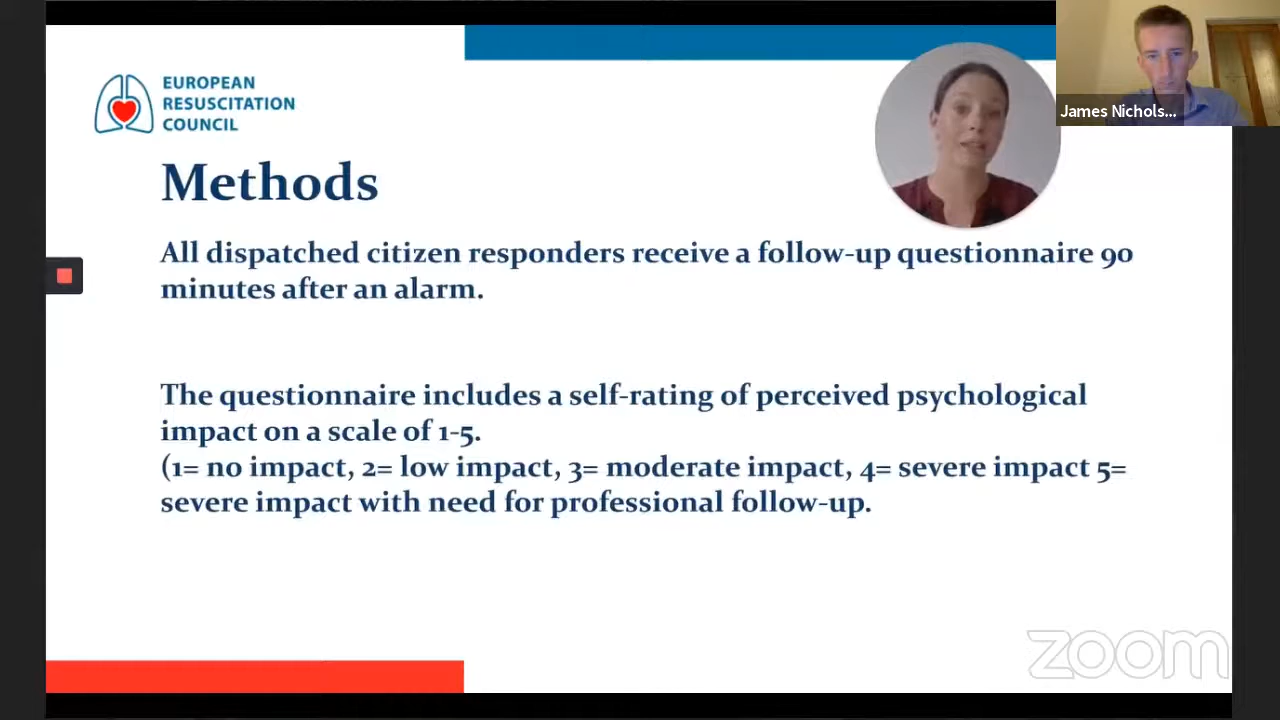 EUROPEAN
RESUSCITATION
COUNCIL
James Nichols...
Methods
All dispatched citizen responders receive a follow-up questionnaire 90
minutes after an alarm.
The questionnaire includes a self-rating of perceived psychological
impact on a scale of 1-5.
(1= no impact, 2= low impact, 3= moderate impact, 4= severe impact 5=
severe impact with need for professional follow-up.
zoom